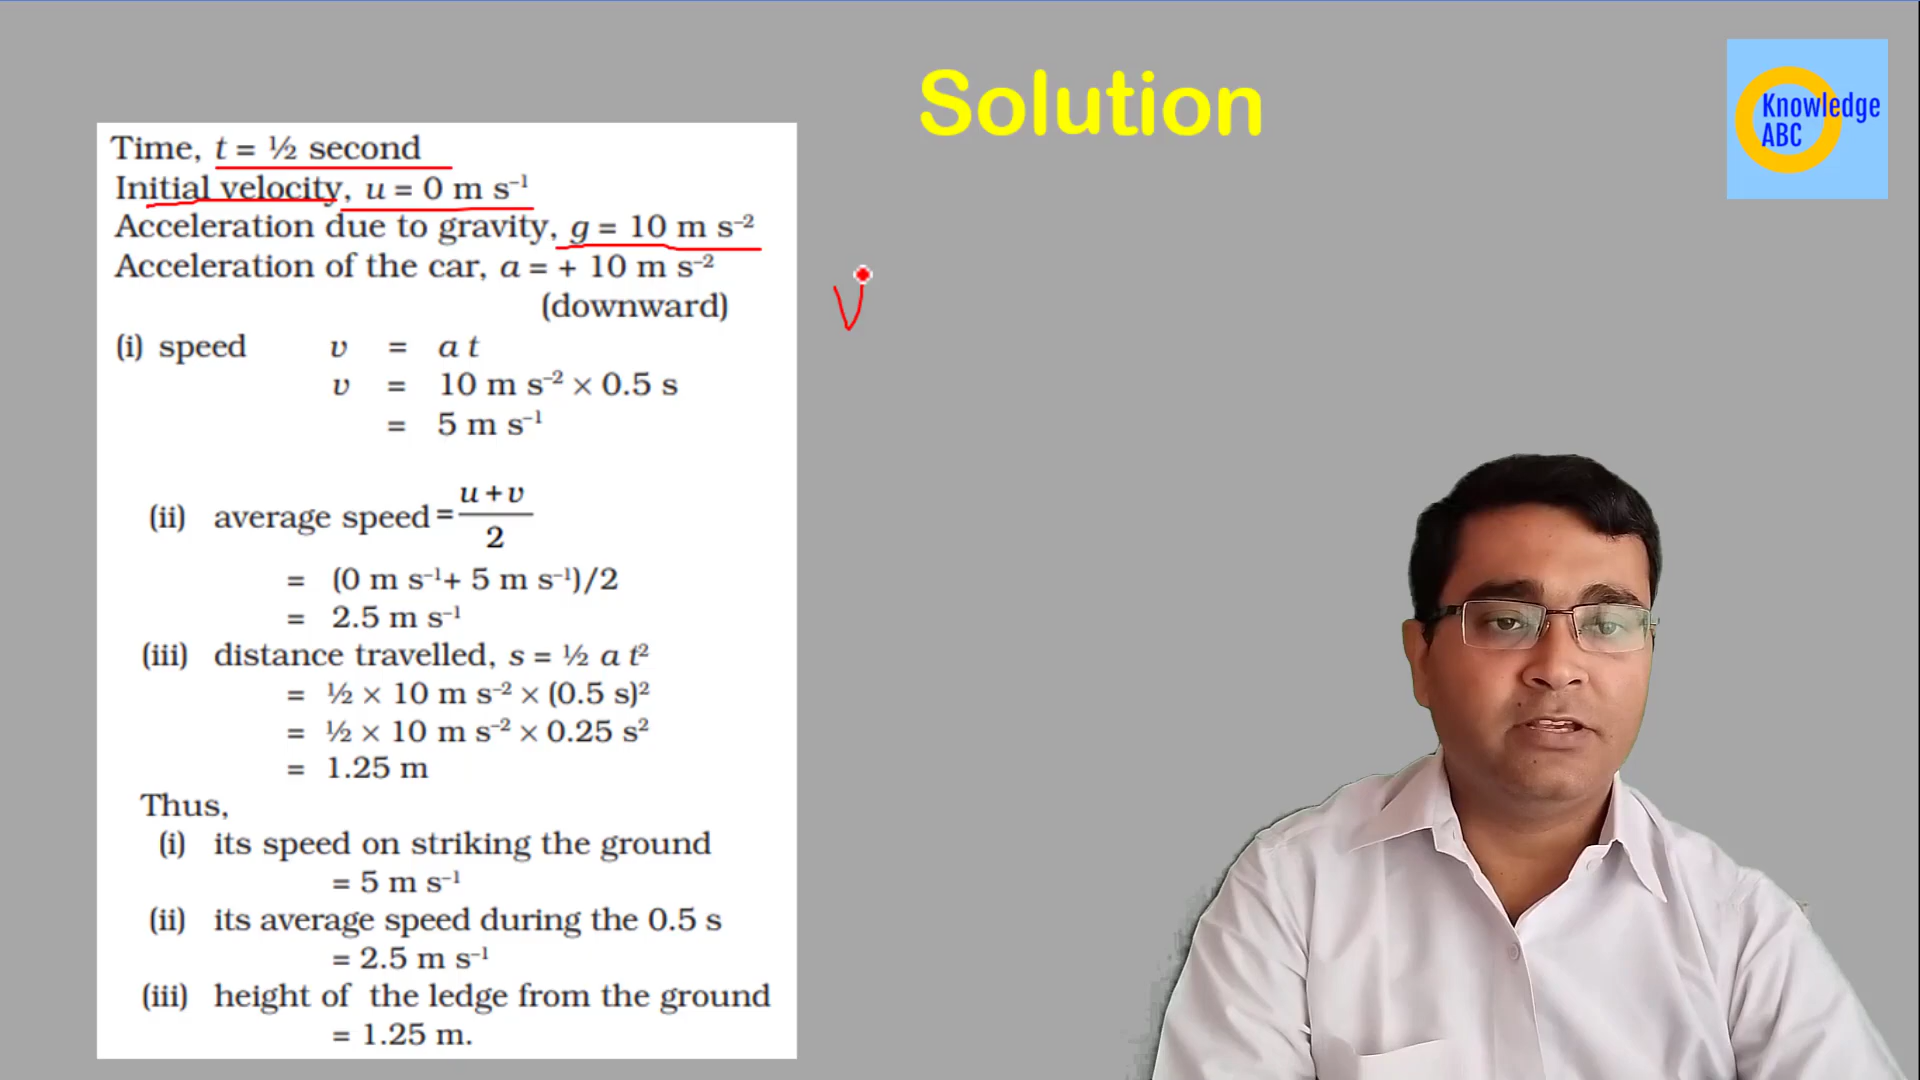 Solution
Knowledge
ABC
Time, t = ½ second
Initial velocity, u = 0 m s⁻¹
Acceleration due to gravity, g = 10 m s⁻²
Acceleration of the car, a = + 10 m s⁻²
(downward)
(i) speed v = a t
v = 10 m s⁻² × 0.5 s
= 5 m s⁻¹
(ii) average speed = u + v / 2
= (0 m s⁻¹+ 5 m s⁻¹)/2
= 2.5 m s⁻¹
(iii) distance travelled, s = ½ a t²
= ½ × 10 m s⁻² × (0.5 s)²
= ½ × 10 m s⁻² × 0.25 s²
= 1.25 m
Thus,
(i) its speed on striking the ground
= 5 m s⁻¹
(ii) its average speed during the 0.5 s
= 2.5 m s⁻¹
(iii) height of the ledge from the ground
= 1.25 m.
V